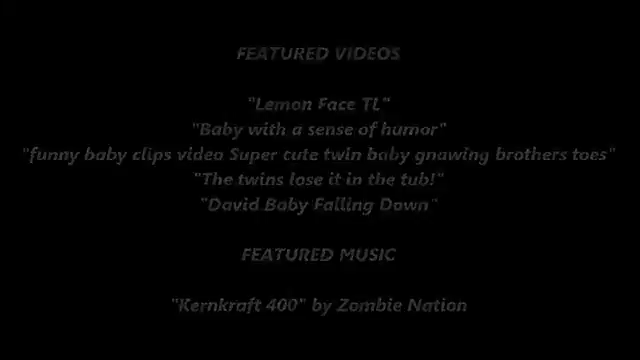 FEATURED VIDEOS
"Lemon Face TL"
"Baby with a sense of humor"
"funny baby clips video Super cute twin baby gnawing brothers toes"
"The twins lose it in the tub!"
"David Baby Falling Down"
FEATURED MUSIC
"Kernkraft 400" by Zombie Nation